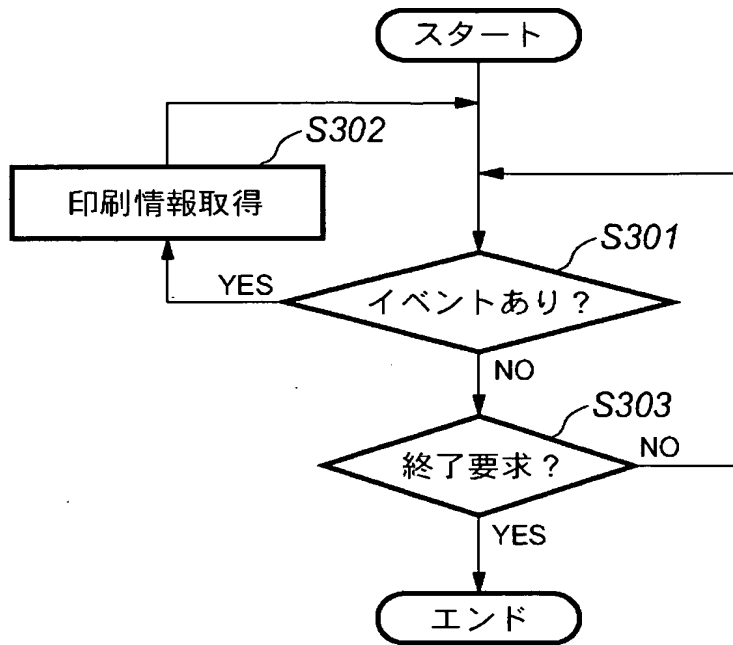 スタート
S302
印刷情報取得
S301
YES
イベントあり？
NO
S303
終了要求？
NO
YES
エンド